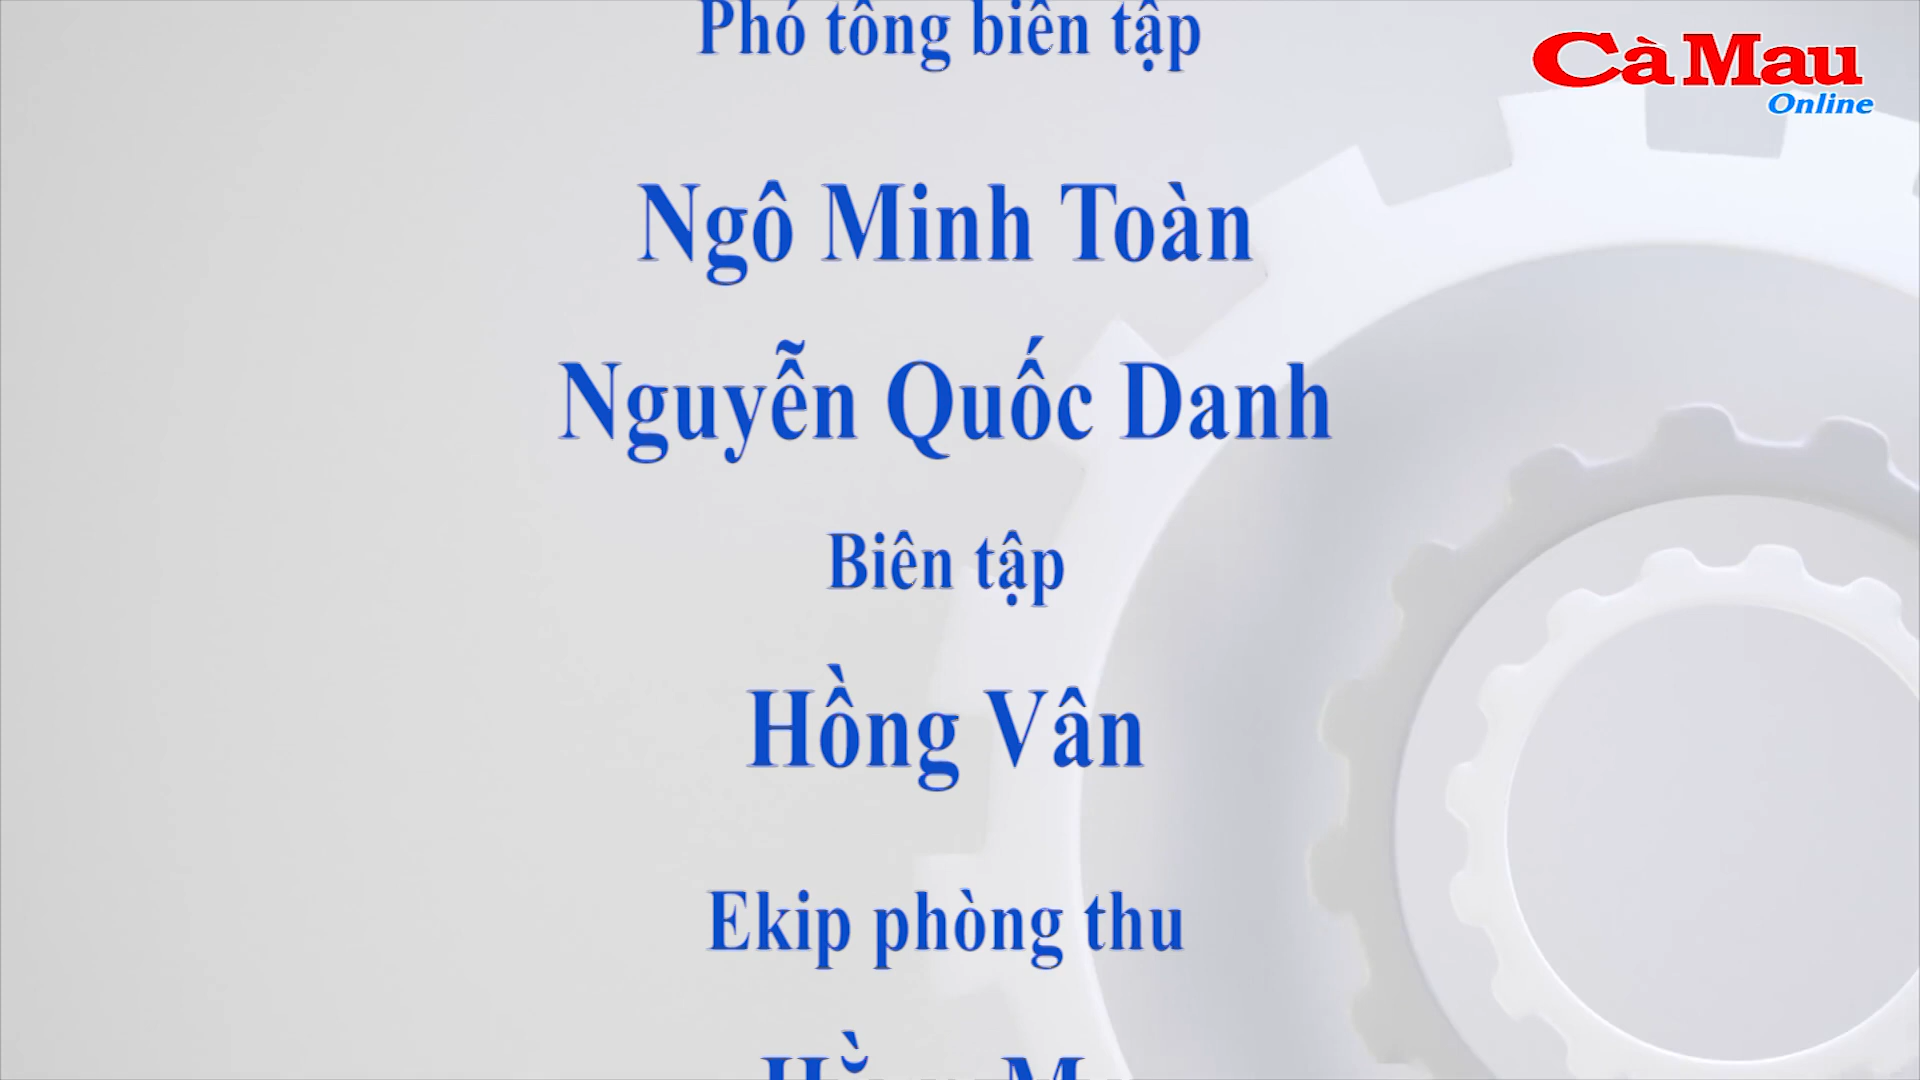 Phó tổng biên tập
Cà Mau
Online
Ngô Minh Toàn
Nguyễn Quốc Danh
Biên tập
Hồng Vân
Ekip phòng thu